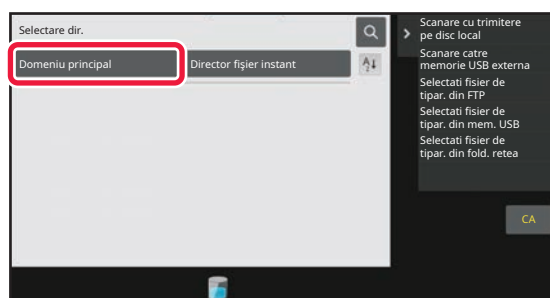 Selectare dir.
Domeniu principal
Director fişier instant
Scanare cu trimitere
pe disc local
Scanare catre
memorie USB externa
Selectati fisier de
tipar. din FTP
Selectati fisier de
tipar. din mem. USB
Selectati fisier de
tipar. din fold. retea
CA